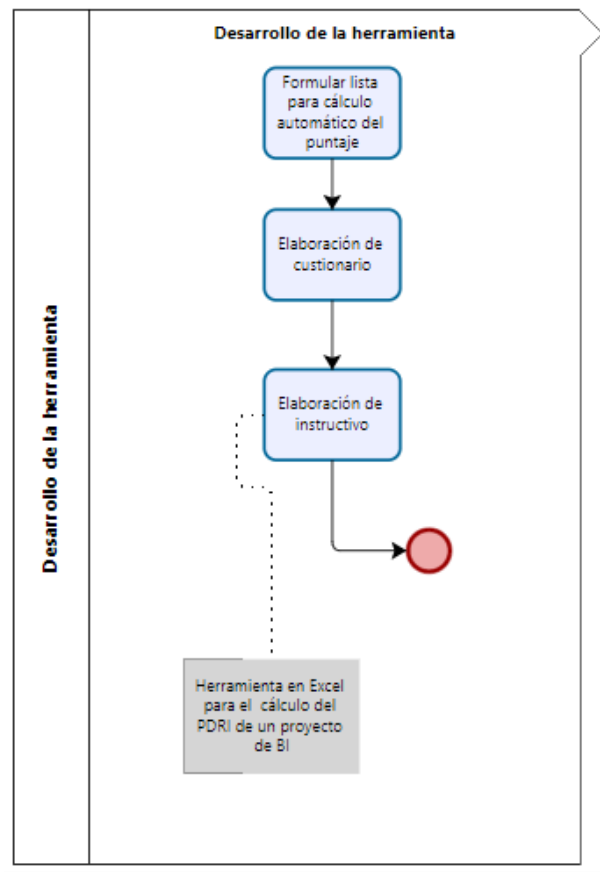 Desarrollo de la herramienta
Desarrollo de la herramienta
Formular lista
para cálculo
automático del
puntaje
Elaboración de
custionario
Elaboración de
instructivo
Herramienta en Excel
para el cálculo del
PDRI de un proyecto
de BI